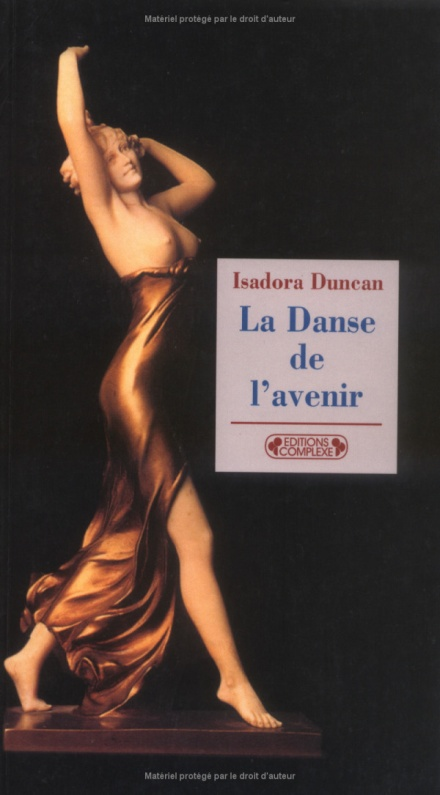 Matériel protégé par le droit d'auteur
Isadora Duncan
La Danse
de
l'avenir
EDITIONS
COMPLEXE
Matériel protégé par le droit d'auteur